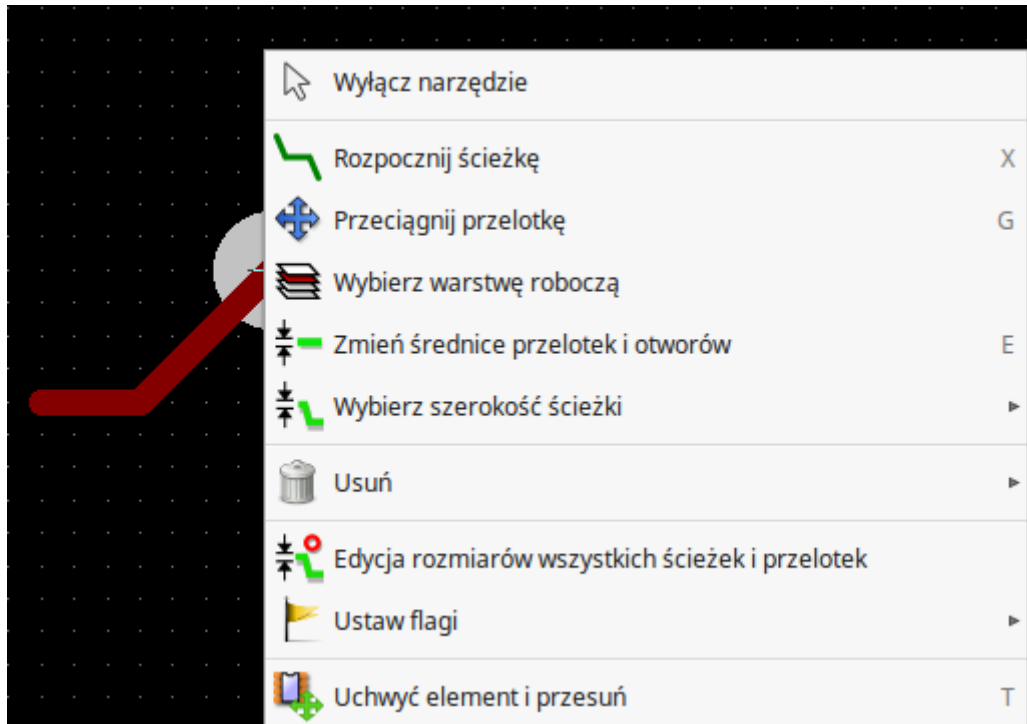 Wyłącz narzędzie
Rozpocznij ścieżkę X
Przeciągnij przelotkę G
Wybierz warstwę roboczą
Zmień średnice przelotek i otworów E
Wybierz szerokość ścieżki
Usuń
Edycja rozmiarów wszystkich ścieżek i przelotek
Ustaw flagi
Uchwyć element i przesuń T